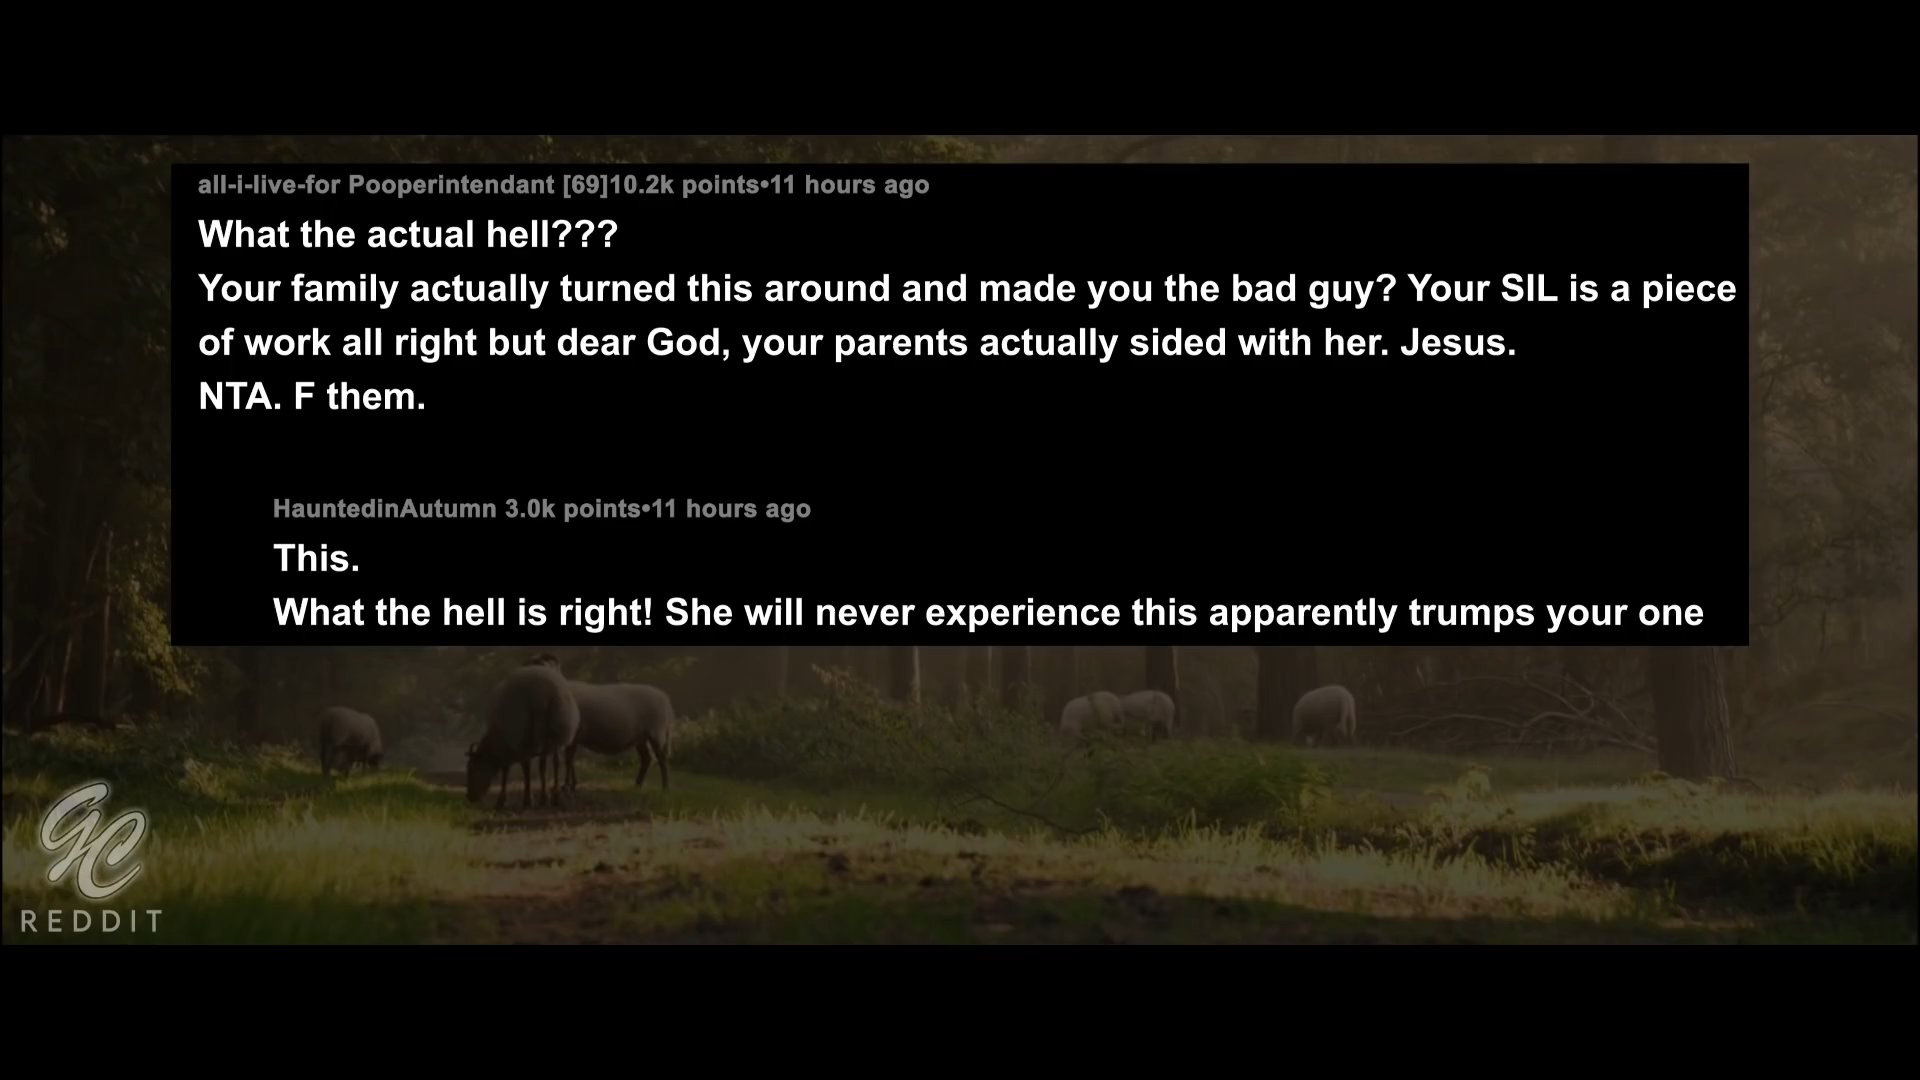 all-i-live-for Pooperintendant [69]10.2k points•11 hours ago
What the actual hell???
Your family actually turned this around and made you the bad guy? Your SIL is a piece
of work all right but dear God, your parents actually sided with her. Jesus.
NTA. F them.
HauntedinAutumn 3.0k points•11 hours ago
This.
What the hell is right! She will never experience this apparently trumps your one
GC
REDDIT